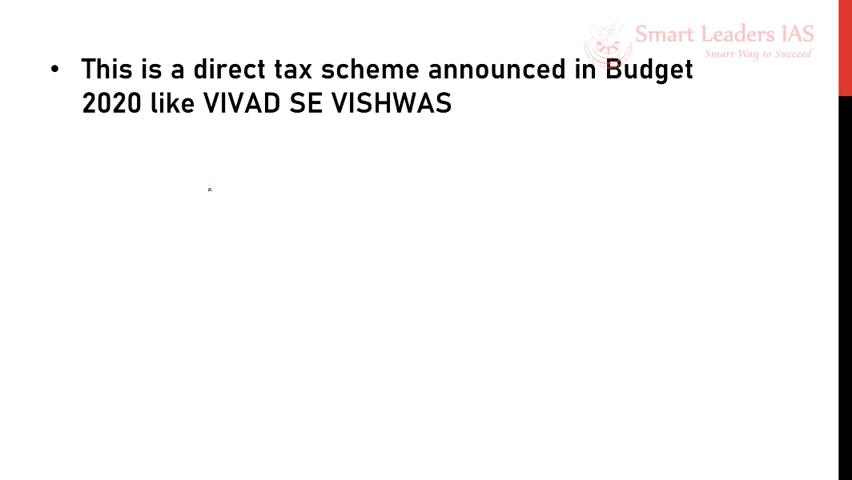 Smart Leaders IAS
Smart Way to Succeed
• This is a direct tax scheme announced in Budget
2020 like VIVAD SE VISHWAS